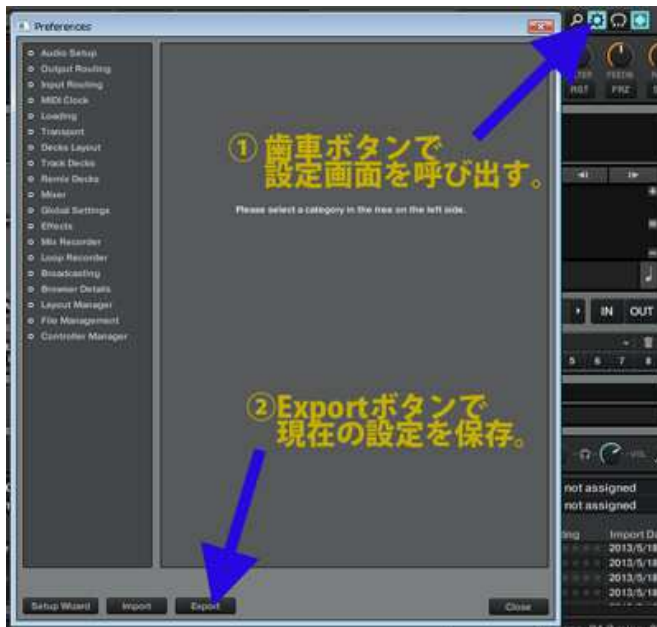 Preferences
Audio Setup
Output Routing
Input Routing
MIDI Clock
Loading
Transport
Decks Layout
Track Decks
Remix Decks
Mixer
Global Settings
Effects
Mix Recorder
Loop Recorder
Broadcasting
Browser Details
Layout Manager
File Management
Controller Manager
① 歯車ボタンで
設定画面を呼び出す。
Please select a category in the tree on the left side.
②Exportボタンで
現在の設定を保存。
Setup Wizard Import Export Close
RST FRZ
IN OUT
5 6 7 8
VOL
not assigned
not assigned
Import Da
2013/5/18
2013/5/18
2013/5/18
2013/5/18